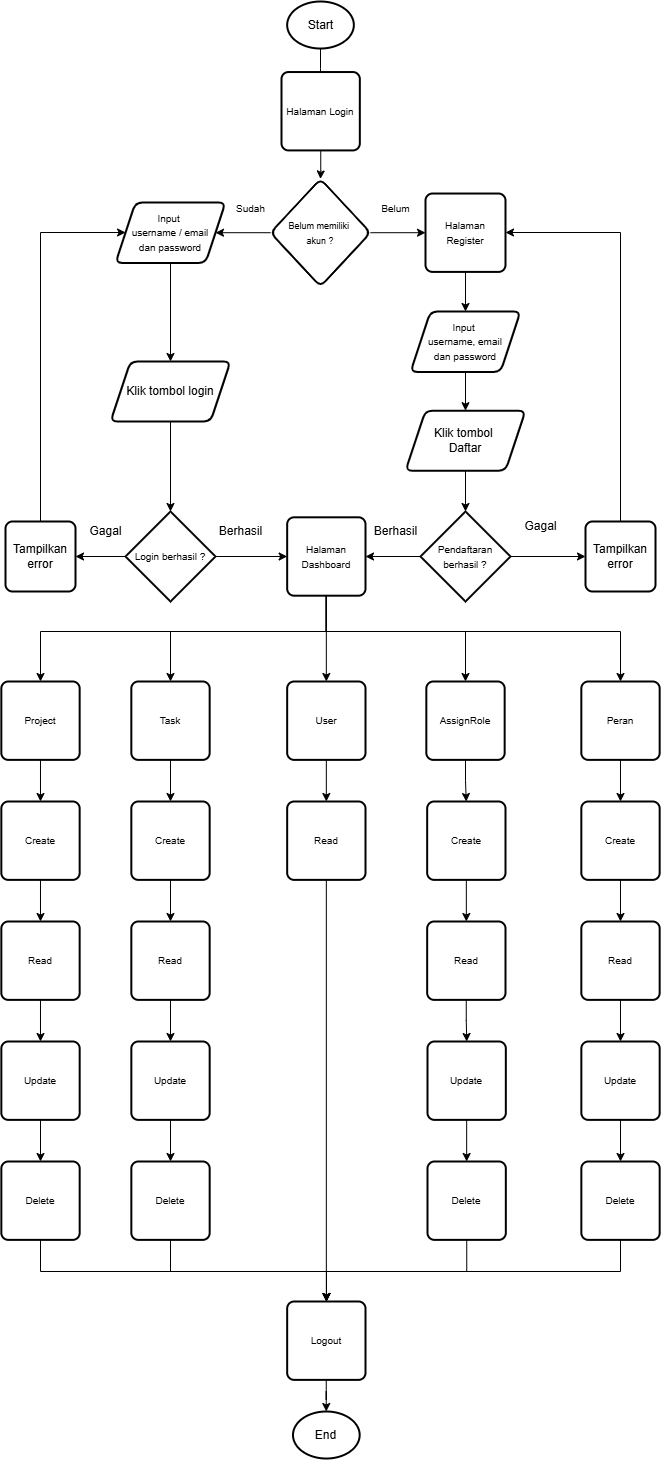 Start
Halaman Login
Sudah
Belum
Input
username / email
dan password
Belum memiliki
akun ?
Halaman
Register
Input
username, email
dan password
Klik tombol login
Klik tombol
Daftar
Gagal
Berhasil
Berhasil
Gagal
Tampilkan
error
Login berhasil ?
Halaman
Dashboard
Pendaftaran
berhasil ?
Tampilkan
error
Project
Task
User
AssignRole
Peran
Create
Create
Read
Create
Create
Read
Read
Read
Read
Update
Update
Update
Update
Delete
Delete
Delete
Delete
Logout
End